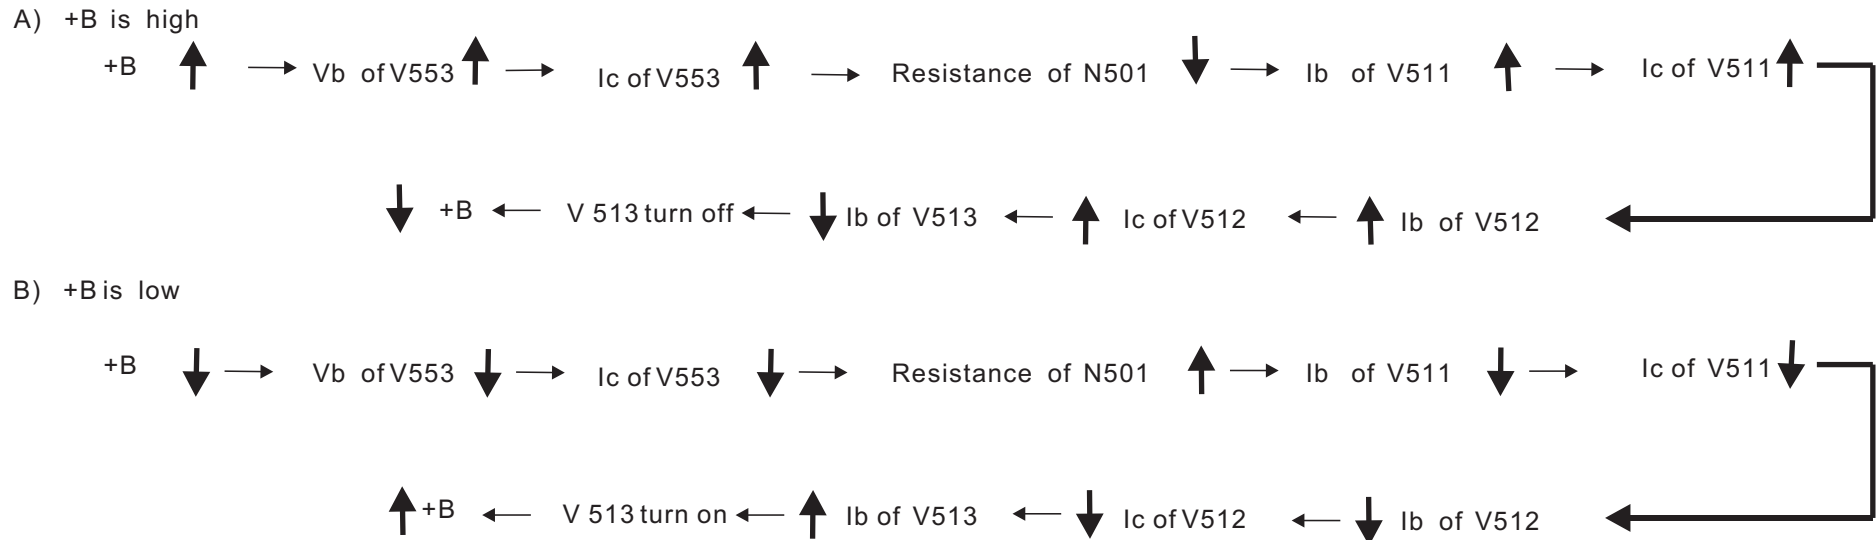 A) +B is high
+B Vb of V553 Ic of V553 Resistance of N501 Ib of V511 Ic of V511
+B V 513 turn off Ib of V513 Ic of V512 Ib of V512
B) +B is low
+B Vb of V553 Ic of V553 Resistance of N501 Ib of V511 Ic of V511
+B V 513 turn on Ib of V513 Ic of V512 Ib of V512